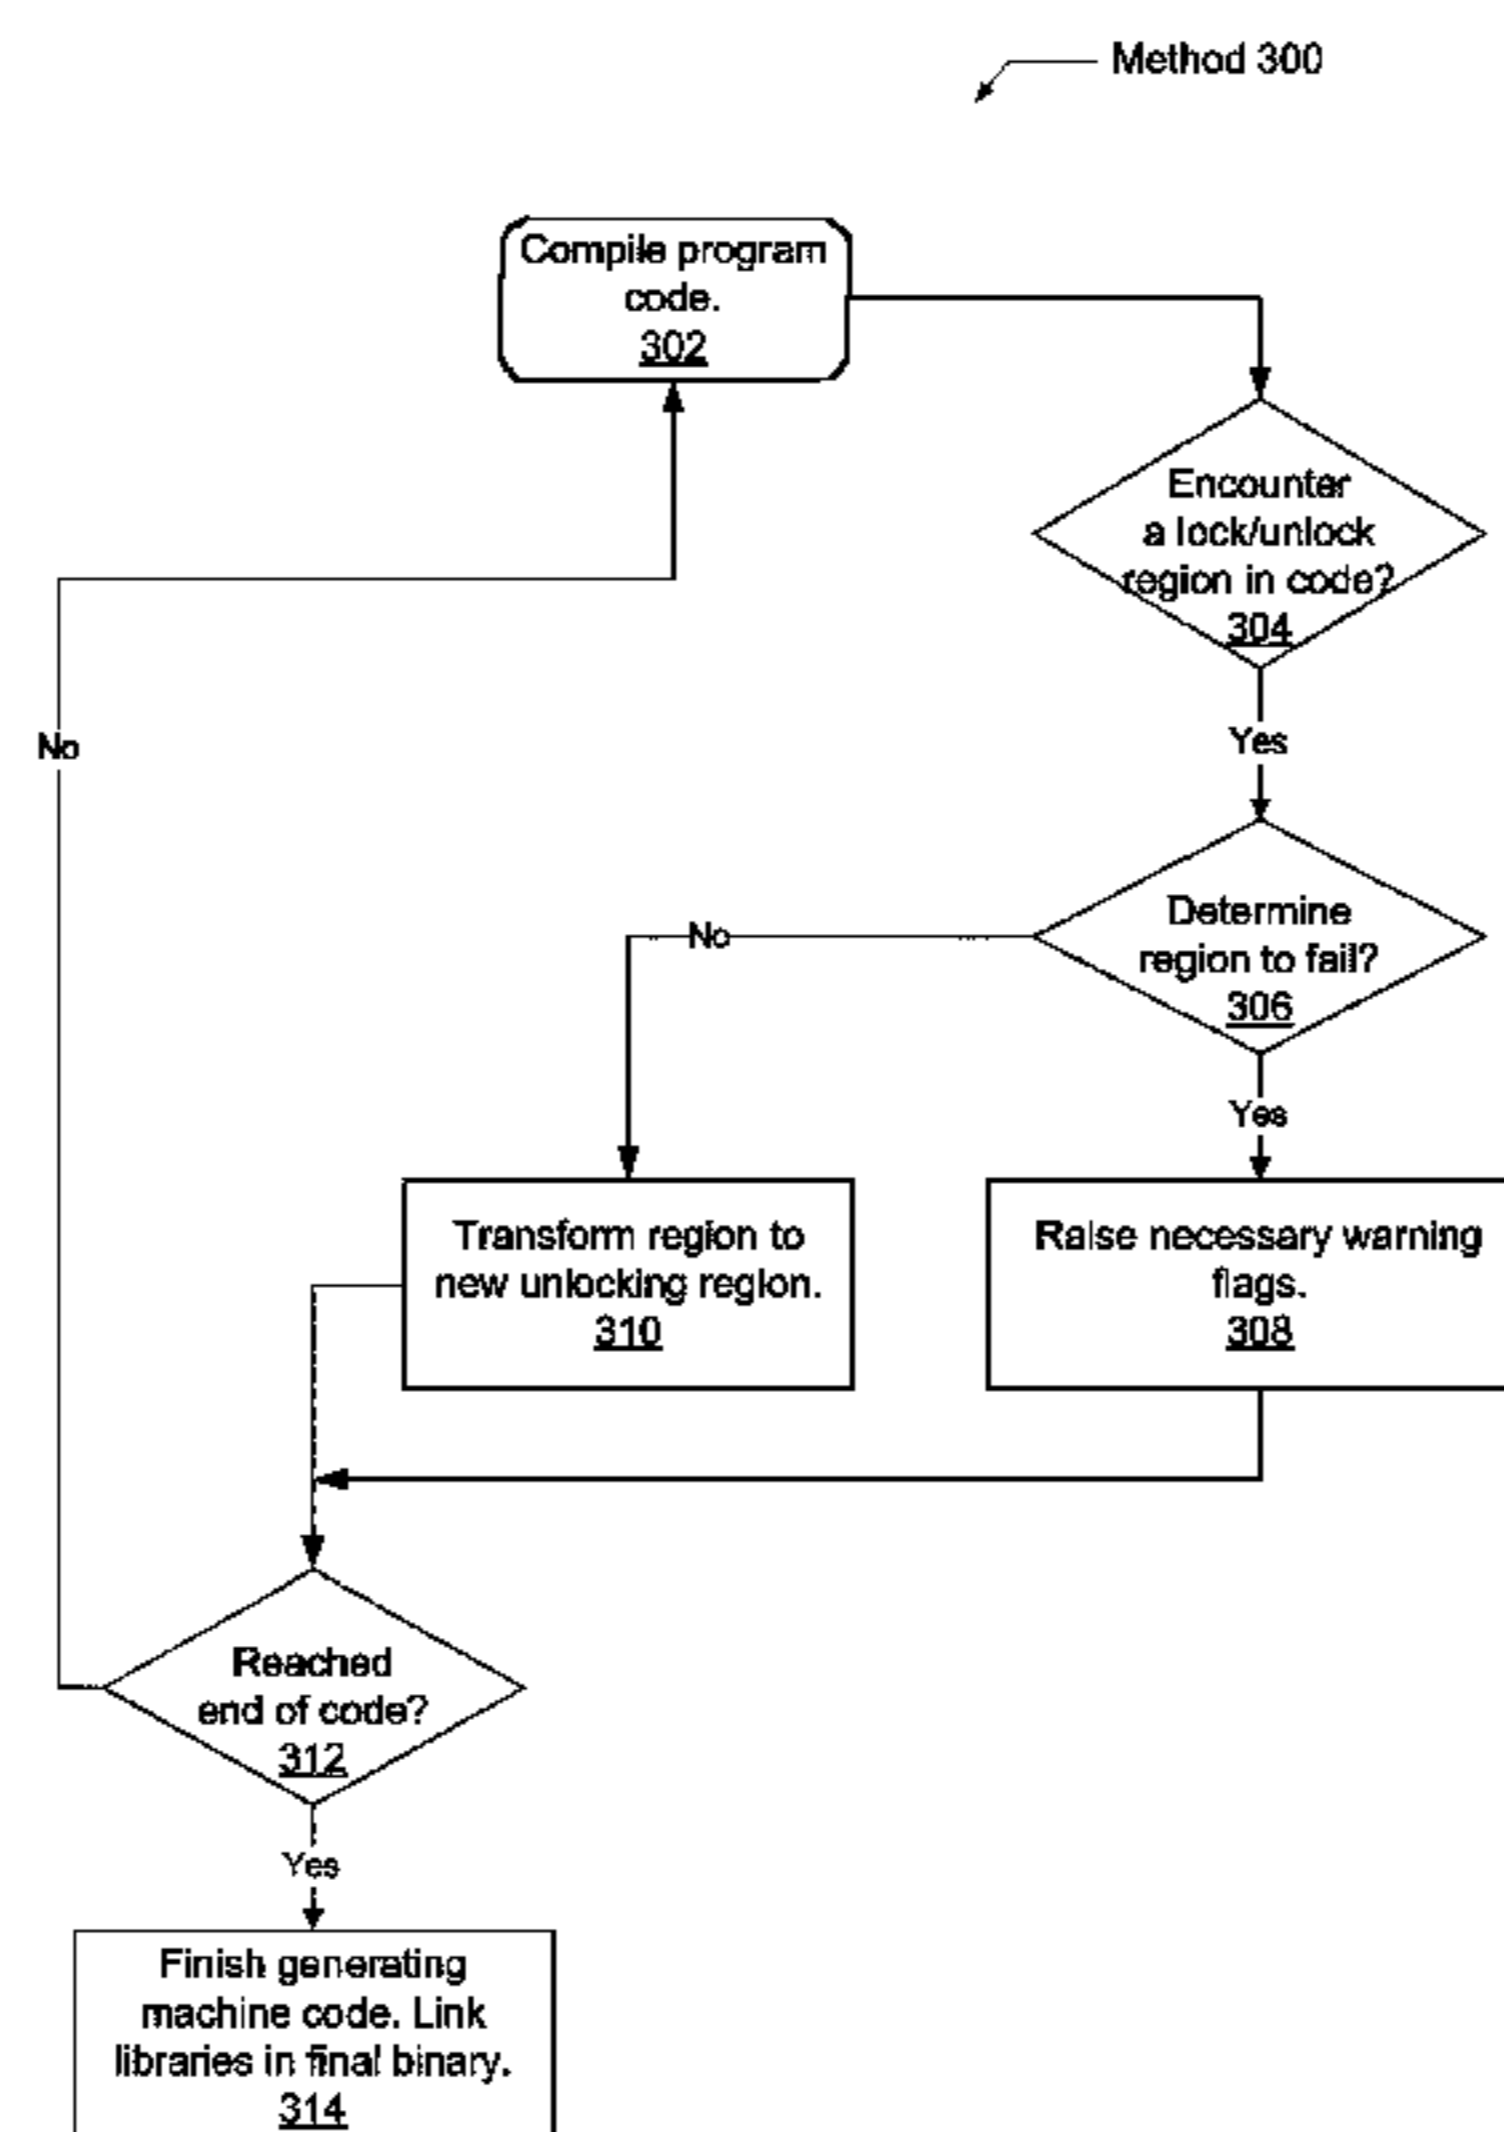 Method 300
Compile program
code.
302
Encounter
a lock/unlock
region in code?
304
Yes
No
Determine
region to fail?
306
No
Yes
Transform region to
new unlocking region.
310
Raise necessary warning
flags.
308
Reached
end of code?
312
Yes
Finish generating
machine code. Link
libraries in final binary.
314